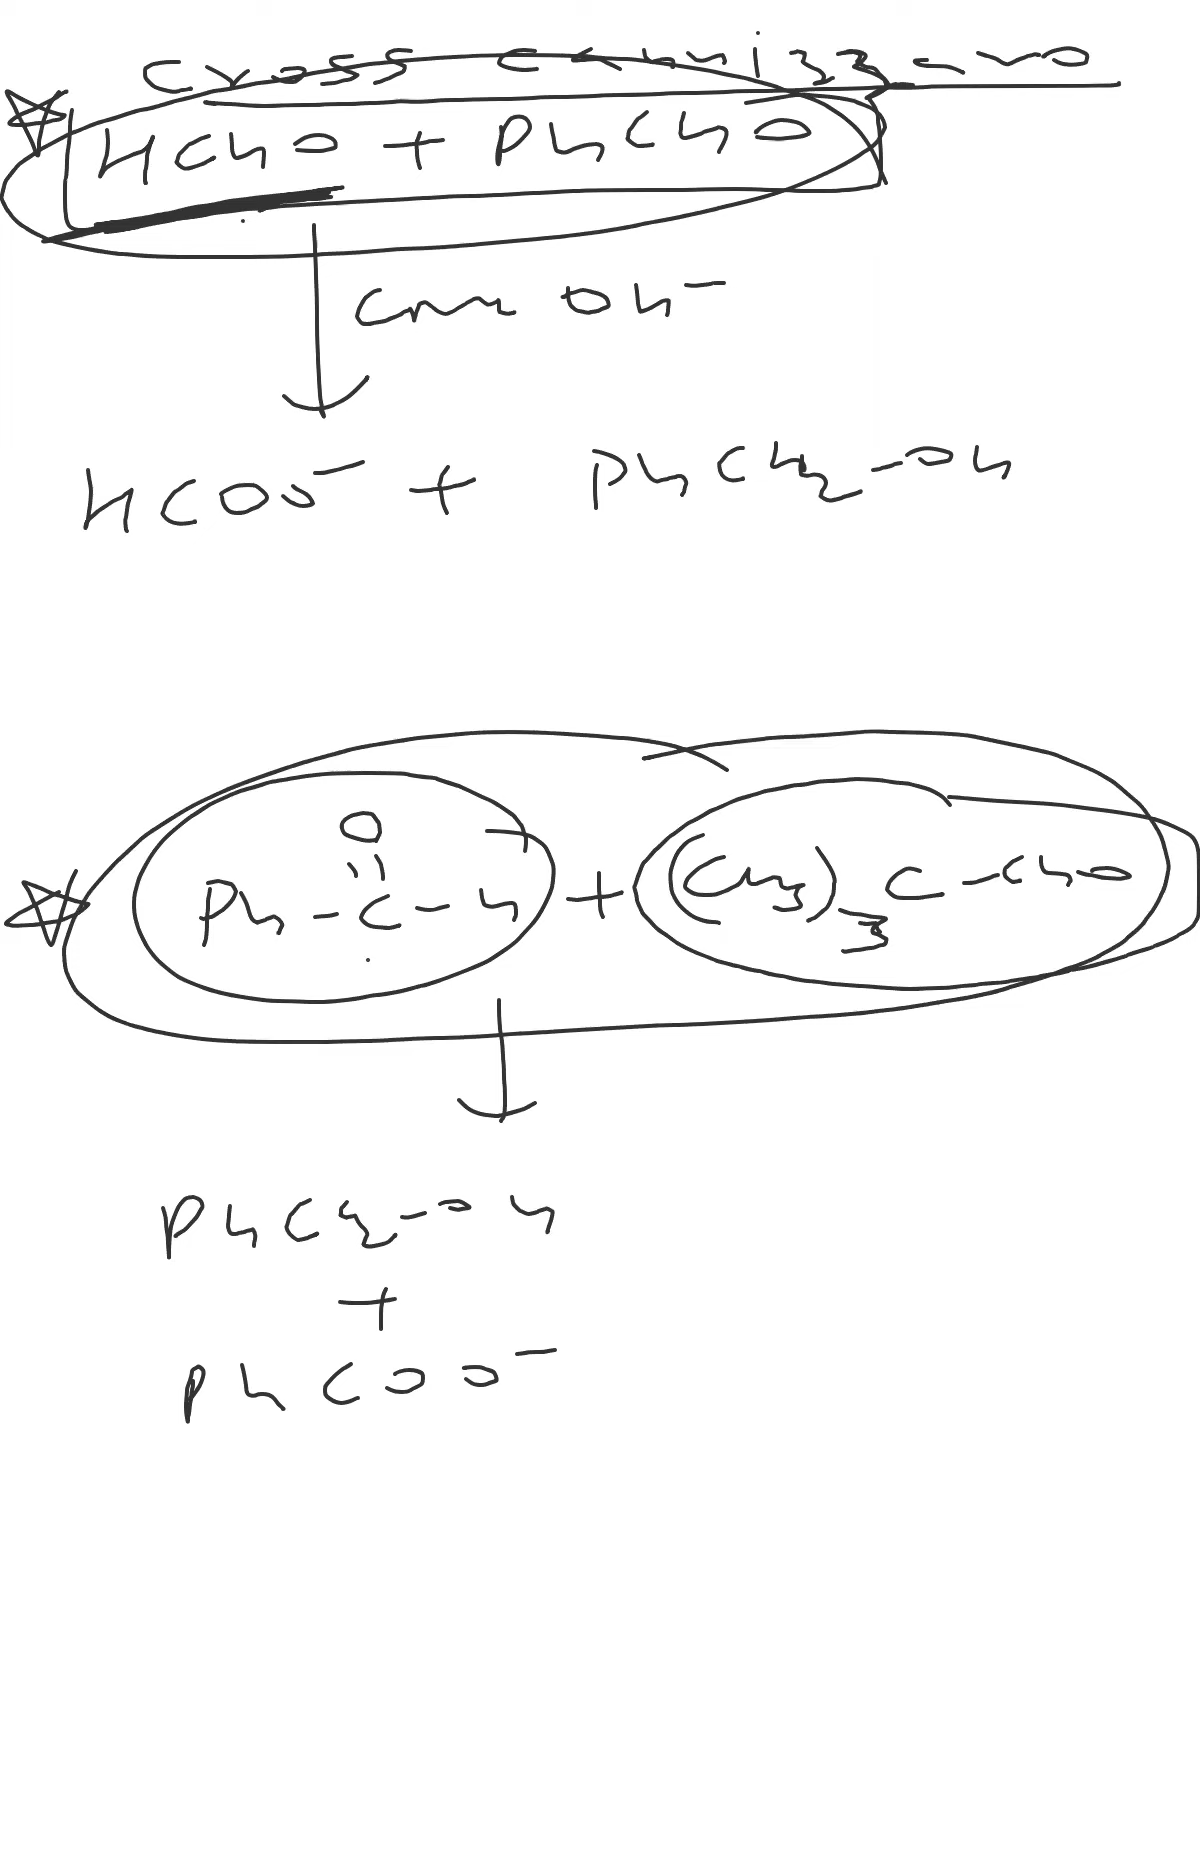 cross cannizzaro
HCHO + PhCHO
conc OH⁻
HCOO⁻ + PhCH₂-OH
O
Ph-C-H + (CH₃)₃C-CHO
PhCH₂-OH
+
PhCOO⁻